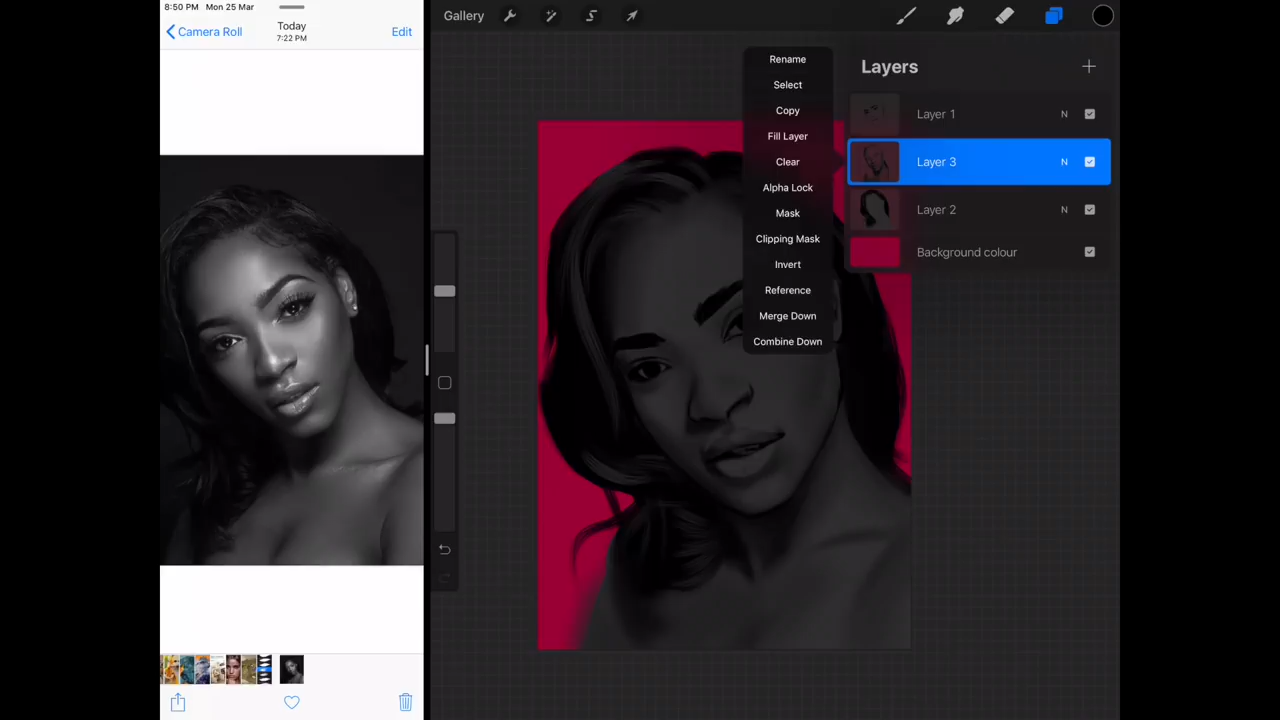 8:50 PM Mon 25 Mar
Camera Roll
Today
7:22 PM
Edit
Gallery
Rename
Select
Copy
Fill Layer
Clear
Alpha Lock
Mask
Clipping Mask
Invert
Reference
Merge Down
Combine Down
Layers
Layer 1 N
Layer 3 N
Layer 2 N
Background colour